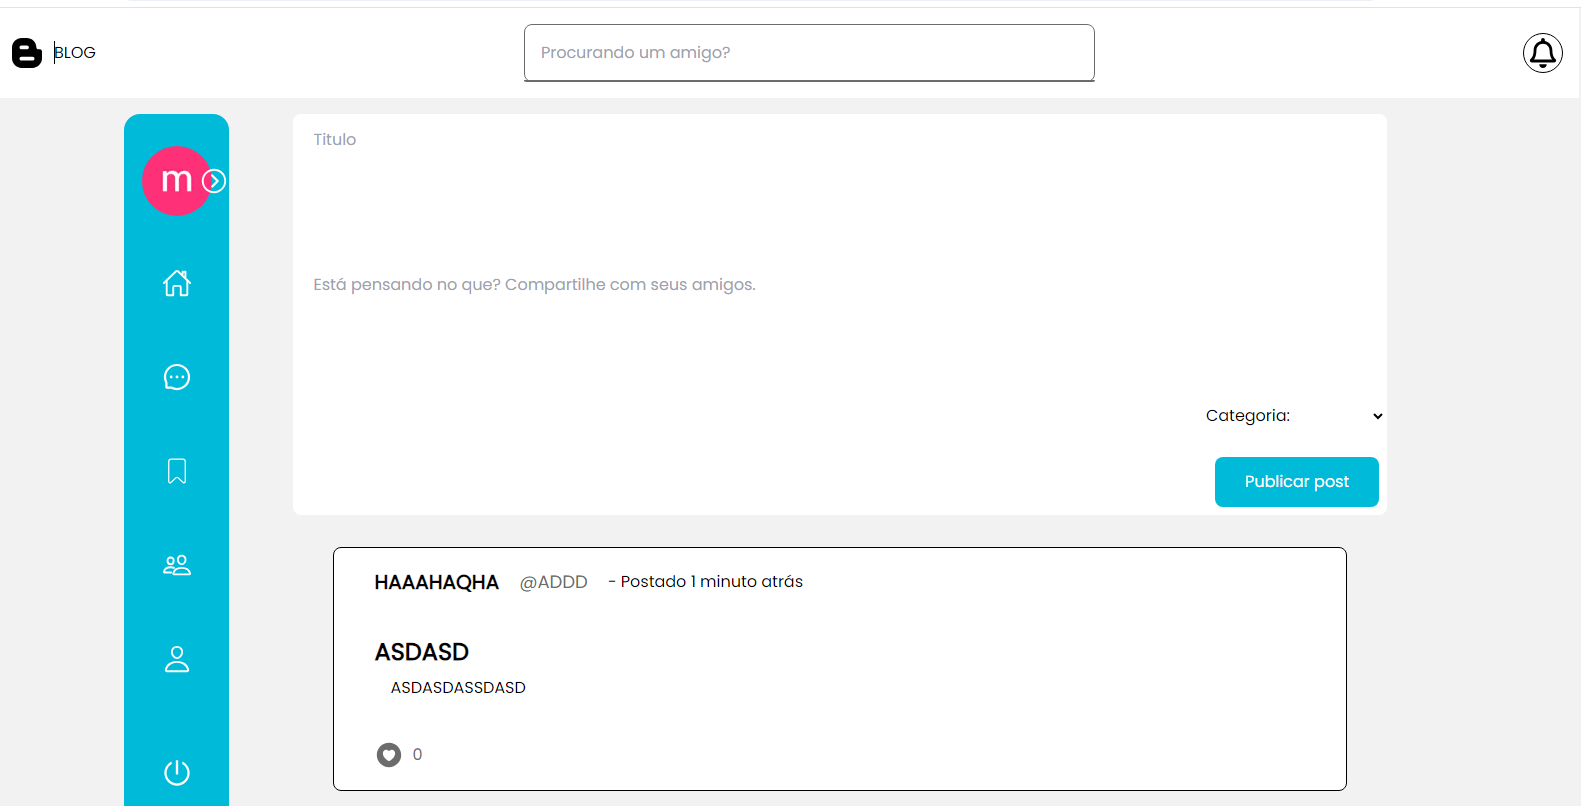 BLOG
Procurando um amigo?
m
Titulo
Está pensando no que? Compartilhe com seus amigos.
Categoria:
Publicar post
HAAAHAQHA @ADDD - Postado 1 minuto atrás
ASDASD
ASDASDASSDASD
0